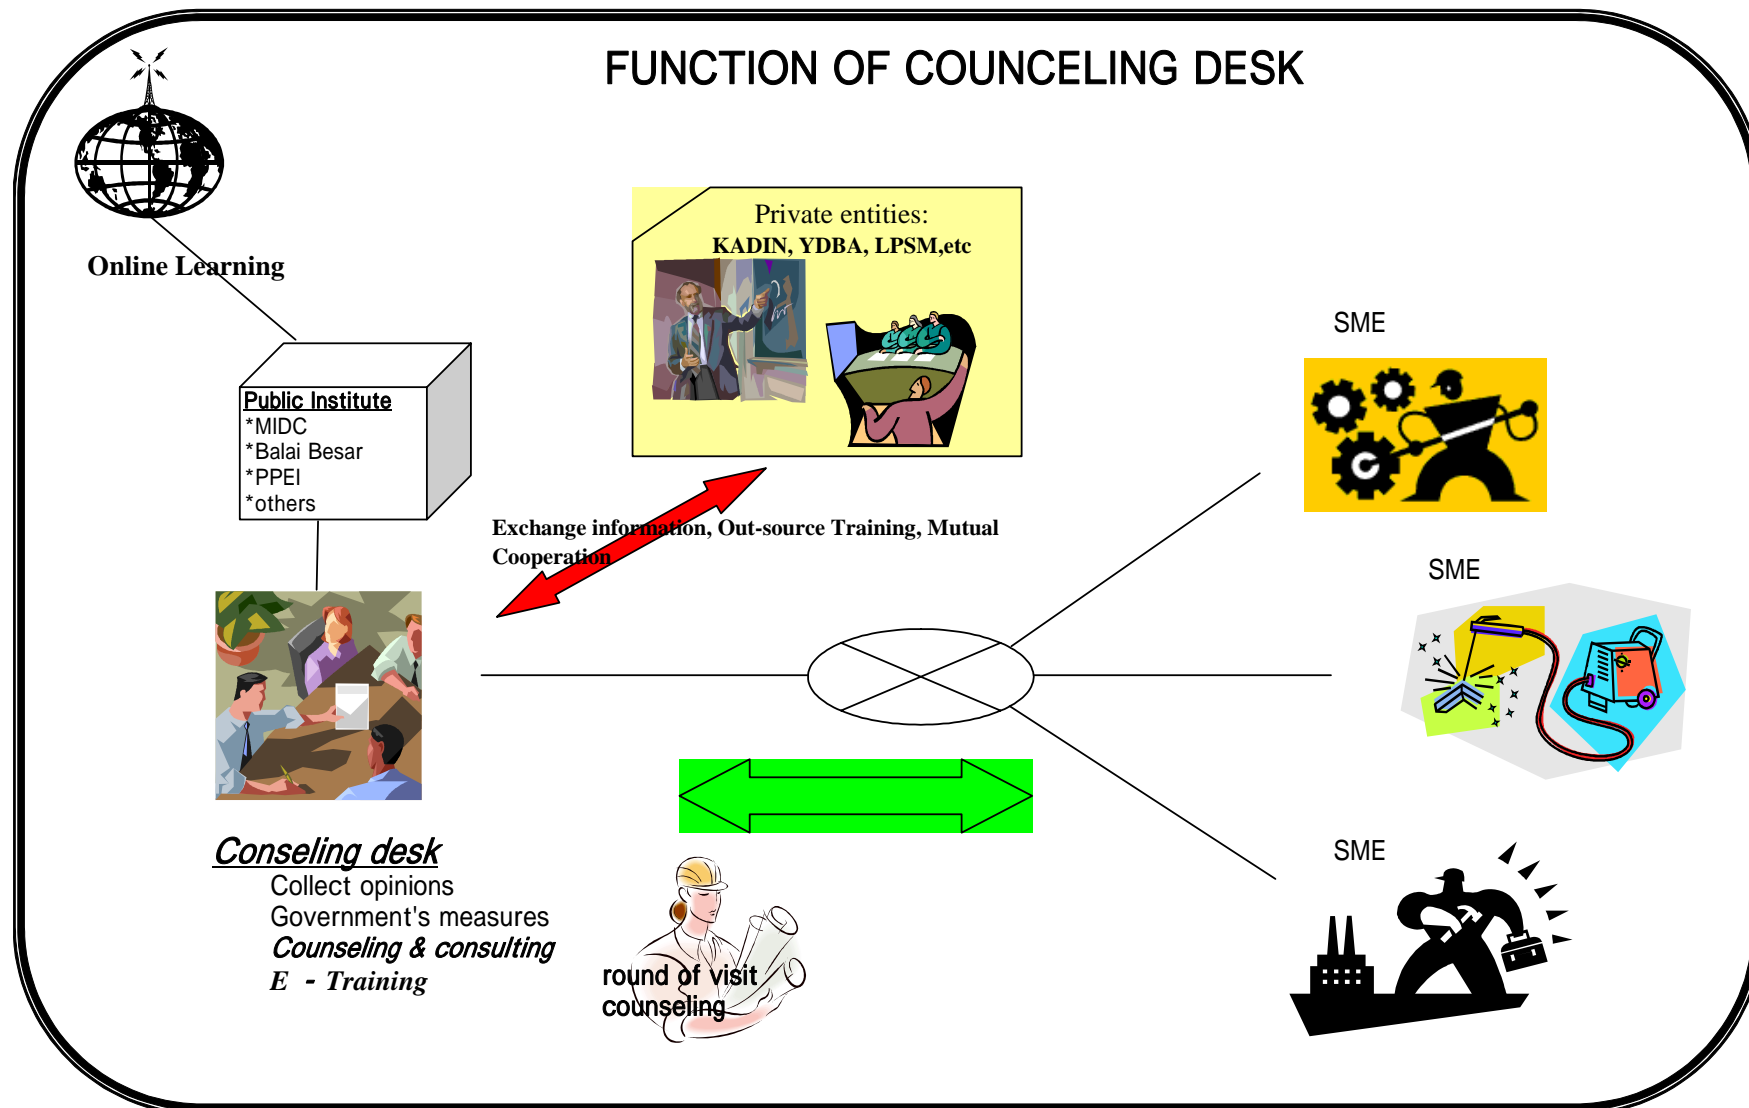 FUNCTION OF COUNCELING DESK
Online Learning
Private entities:
KADIN, YDBA, LPSM,etc
Public Institute
*MIDC
*Balai Besar
*PPEI
*others
Exchange information, Out-source Training, Mutual
Cooperation
SME
SME
SME
Conseling desk
Collect opinions
Government's measures
Counseling & consulting
E - Training
round of visit
counseling